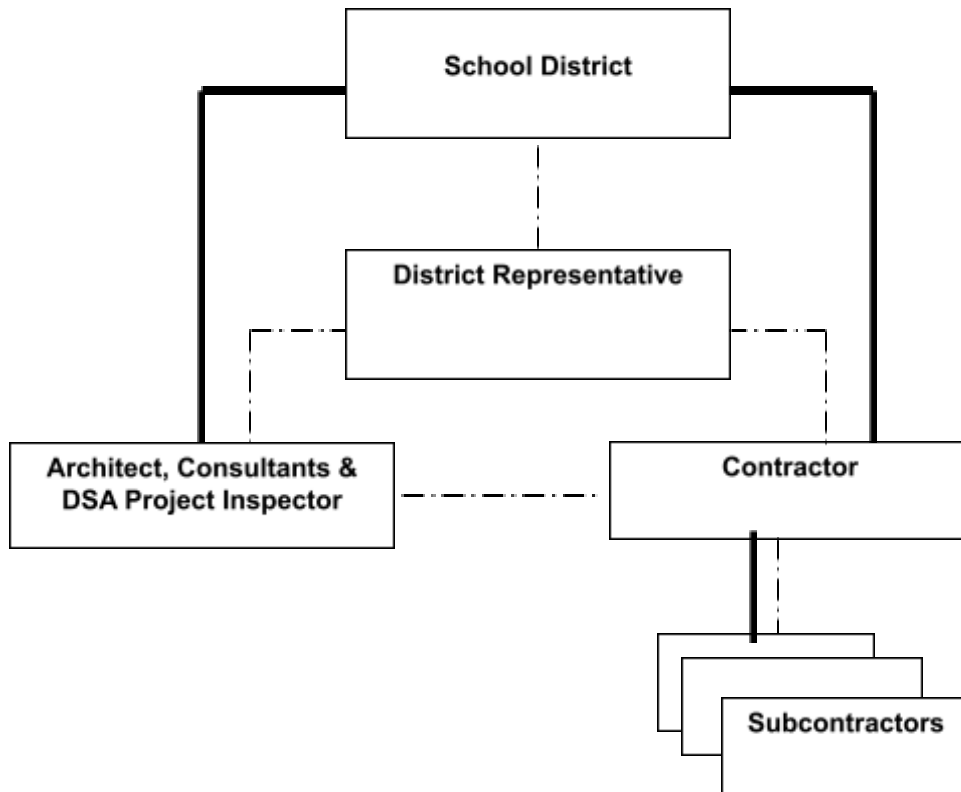 School District
District Representative
Architect, Consultants &
DSA Project Inspector
Contractor
Subcontractors